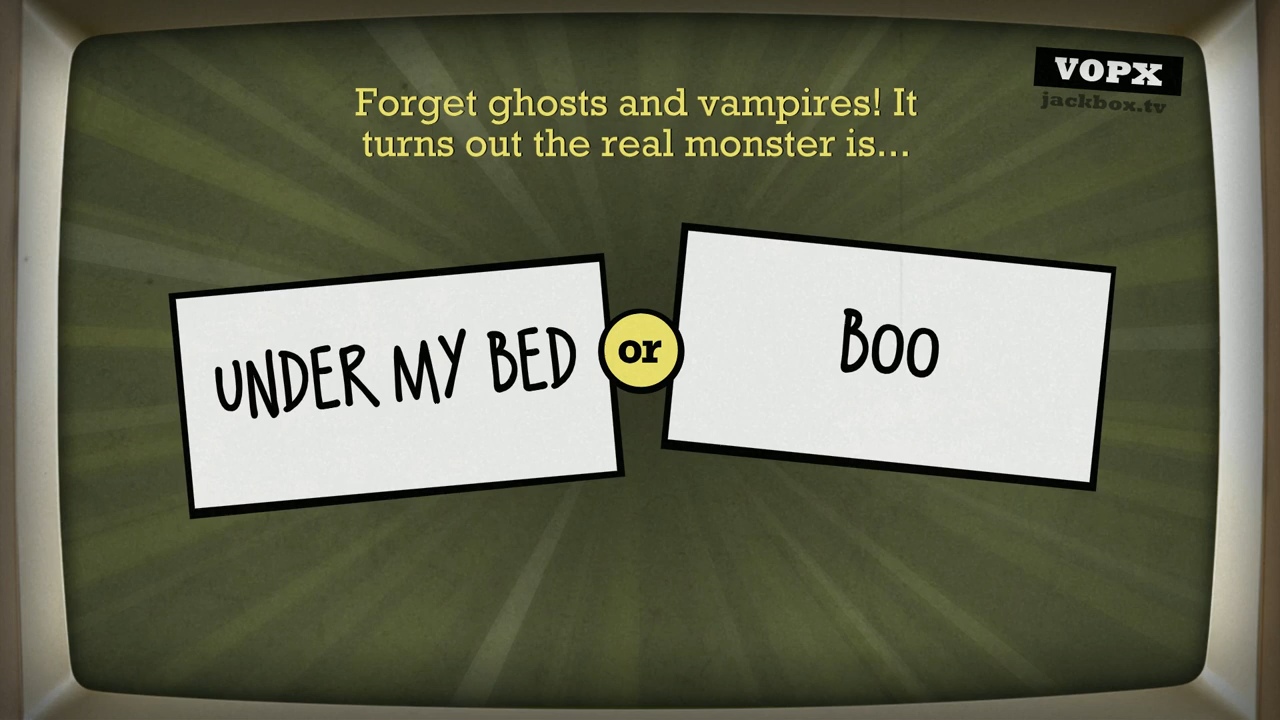 VOPX
jackbox.tv
Forget ghosts and vampires! It
turns out the real monster is...
UNDER MY BED
or
BOO